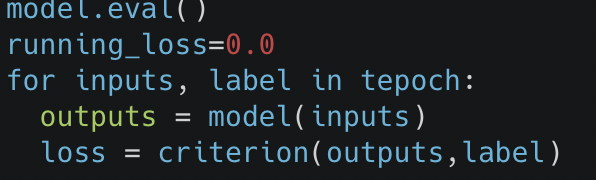 model.eval()
running_loss=0.0
for inputs, label in tepoch:
  outputs = model(inputs)
  loss = criterion(outputs,label)